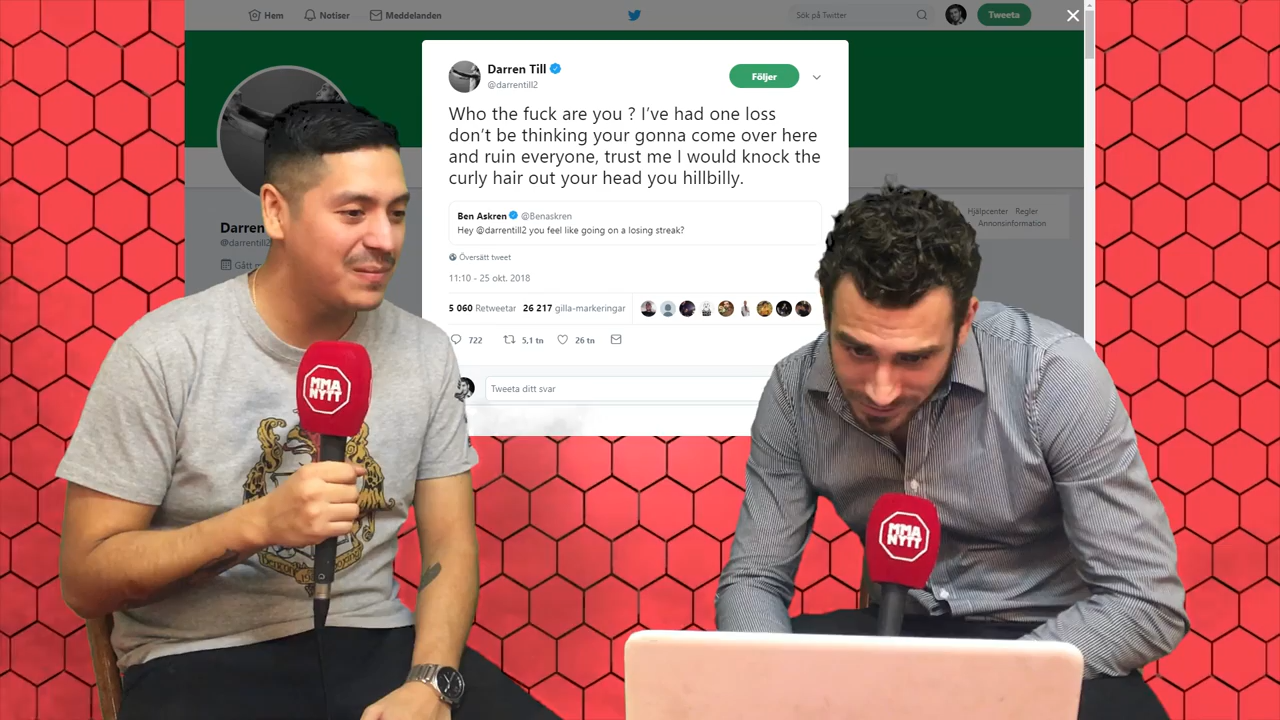 Hem
Notiser
Meddelanden
Sök på Twitter
Tweeta
Darren Till
@darrentill2
Följer
Who the fuck are you ? I’ve had one loss
don’t be thinking your gonna come over here
and ruin everyone, trust me I would knock the
curly hair out your head you hillbilly.
Ben Askren @Benaskren
Hey @darrentill2 you feel like going on a losing streak?
Översätt tweet
11:10 - 25 okt. 2018
5 060 Retweetar 26 217 gilla-markeringar
722 5,1 tn 26 tn
Tweeta ditt svar
Darren
@darrentill2
Gått m
Hjälpcenter Regler
Annonsinformation
MMA
NYTT
MMA
NYTT